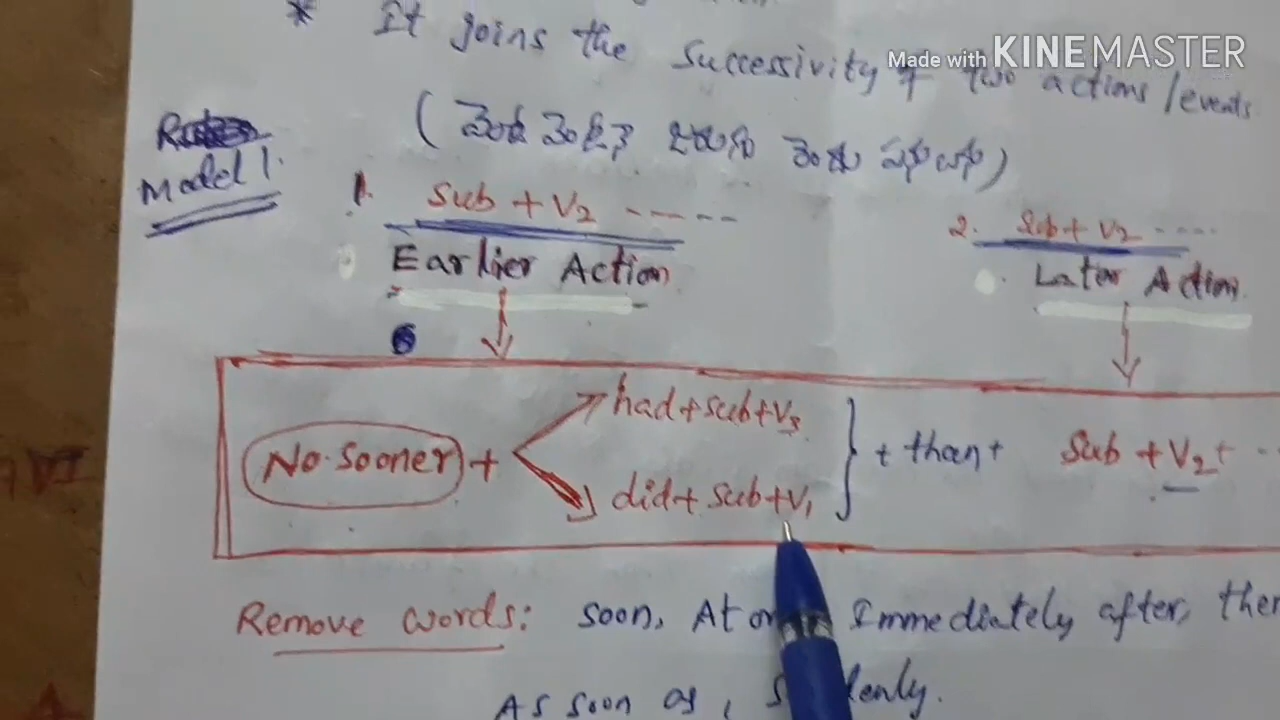 * It joins the successivity of two actions / events
Made with KINEMASTER
Model 1.
1. Sub + V2 -----
2. Sub + V2 ....
Earlier Action
Later Action
No sooner +
had + sub + V3
did + sub + V1
} + than + Sub + V2 + ..
Remove words: soon, At Immediately after, then
As soon as,